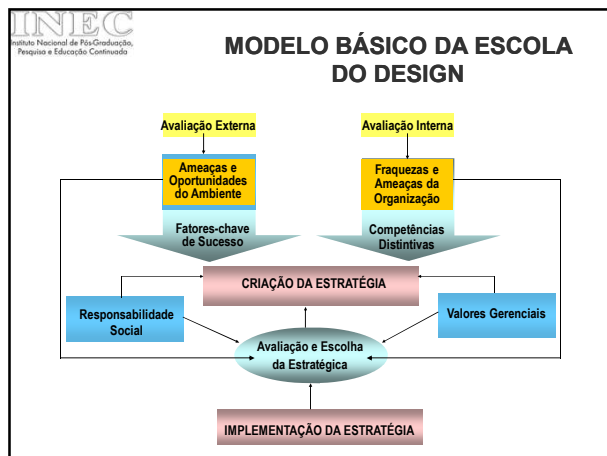 INEC
Instituto Nacional de Pós-Graduação,
Pesquisa e Educação Continuada
MODELO BÁSICO DA ESCOLA
DO DESIGN
Avaliação Externa
Avaliação Interna
Ameaças e
Oportunidades
do Ambiente
Fraquezas e
Ameaças da
Organização
Fatores-chave
de Sucesso
Competências
Distintivas
CRIAÇÃO DA ESTRATÉGIA
Responsabilidade
Social
Valores Gerenciais
Avaliação e Escolha
da Estratégica
IMPLEMENTAÇÃO DA ESTRATÉGIA